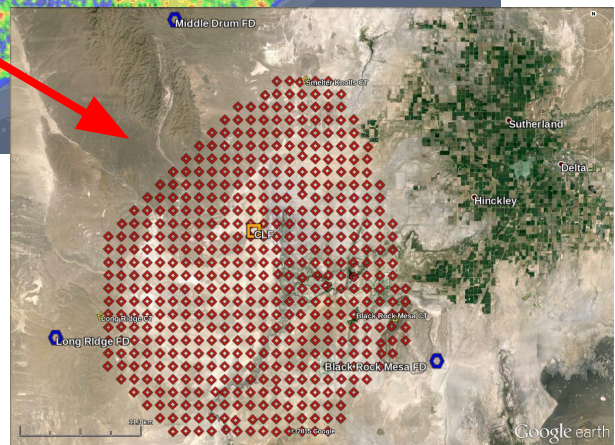 Middle Drum FD
N
Smelter Knolls CT
Sutherland
Delta
Hinckley
CLF
Long Ridge CT
Black Rock Mesa CT
Long Ridge FD
Black Rock Mesa FD
© 2015 Google
Google earth